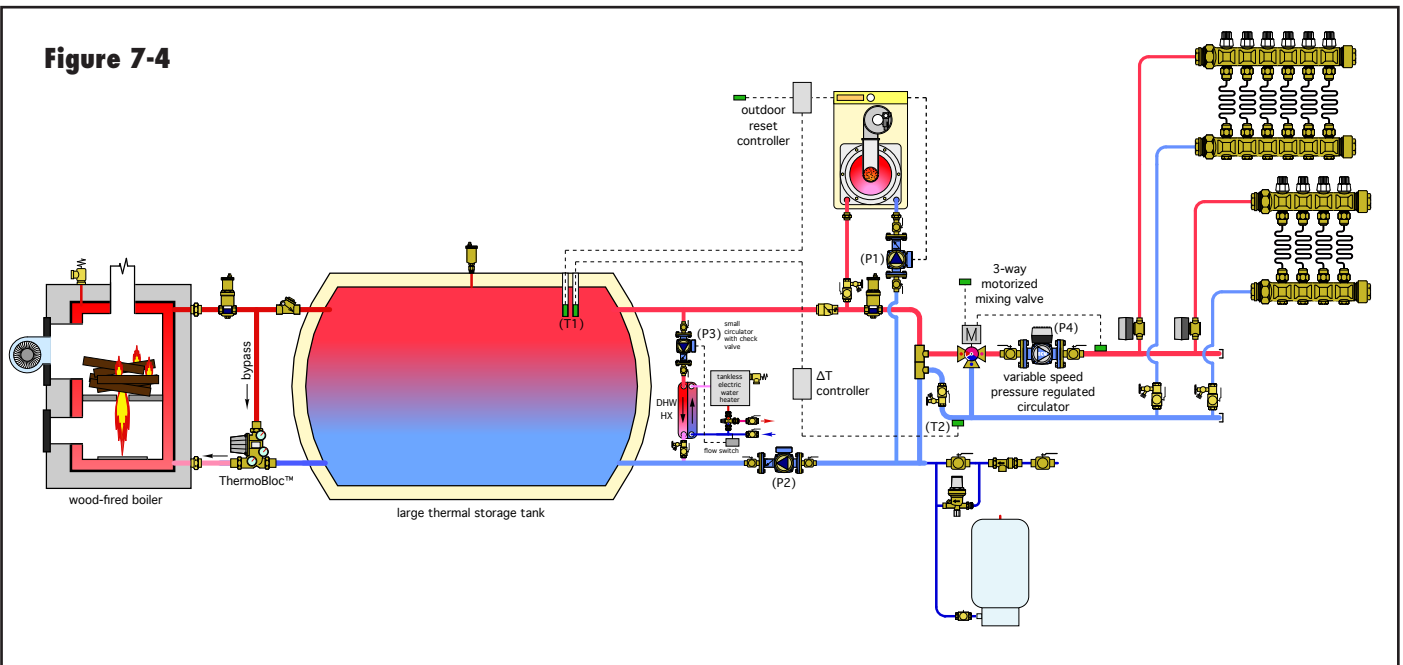 Figure 7-4
outdoor
reset
controller
(P1)
3-way
motorized
mixing valve
M
(P4)
(T1)
(P3)
small
circulator
with check
valve
bypass
tankless
electric
water
heater
ΔT
controller
variable speed
pressure regulated
circulator
DHW
HX
(T2)
flow switch
ThermoBloc™
(P2)
wood-fired boiler
large thermal storage tank